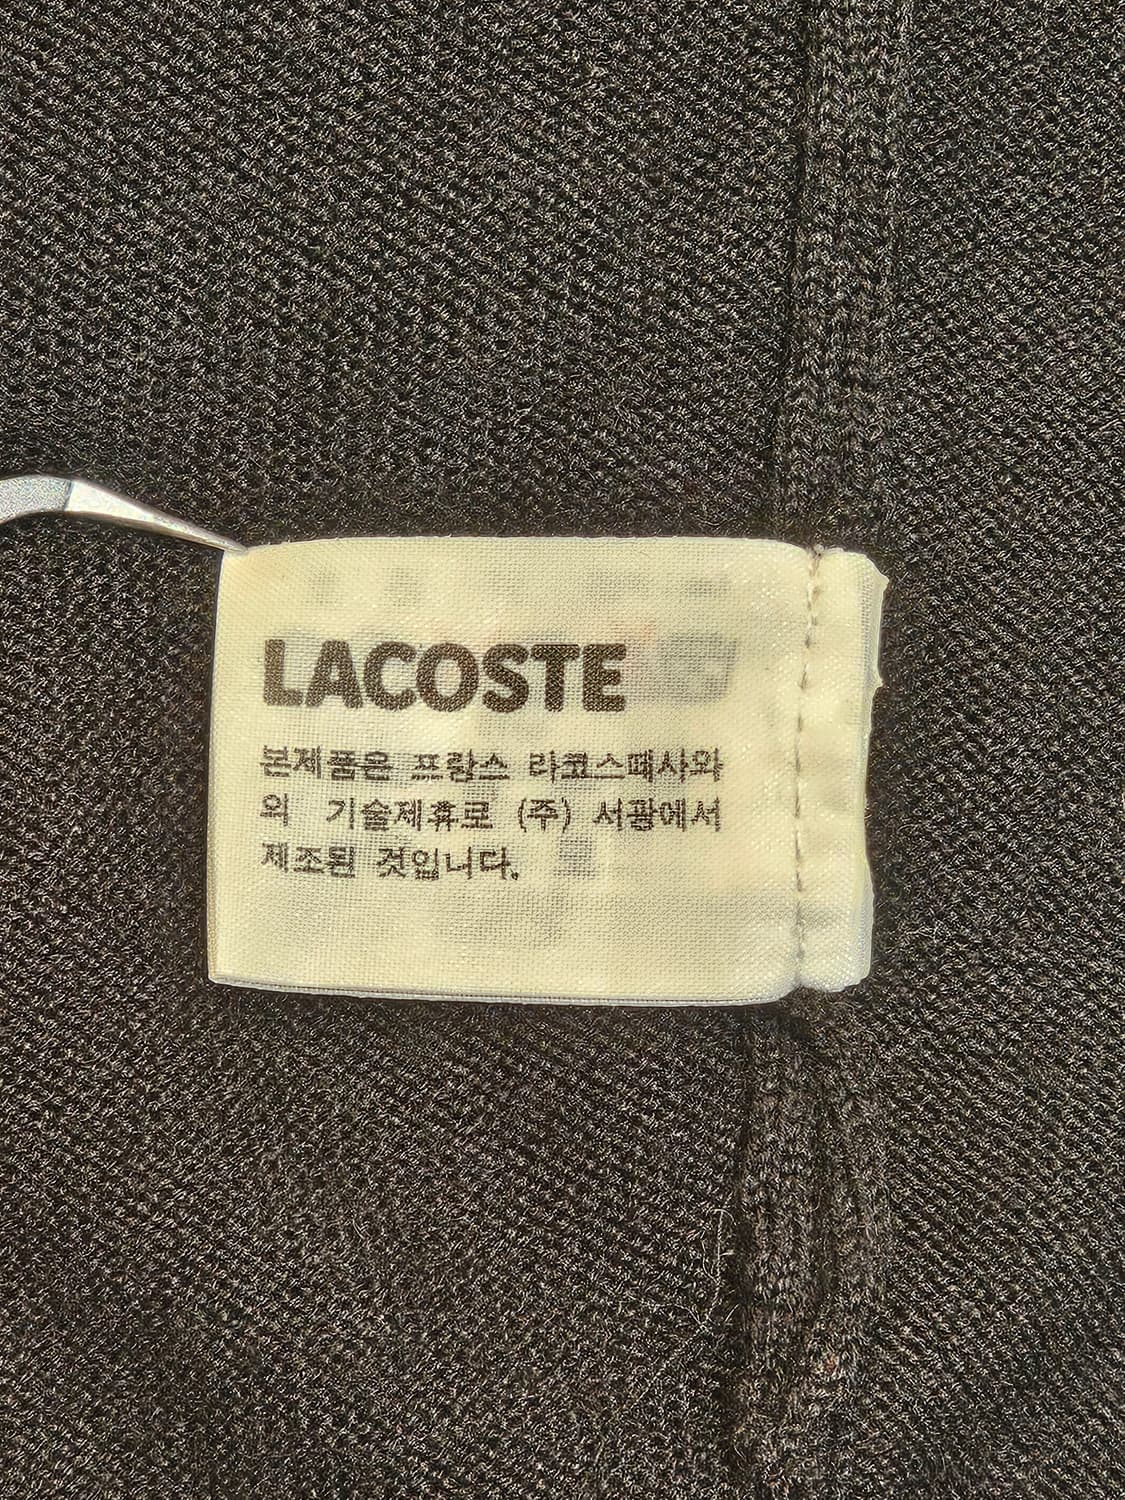 LACOSTE
본제품은 프랑스 라코스떼사와
의 기술제휴로 (주) 서광에서
제조된 것입니다.